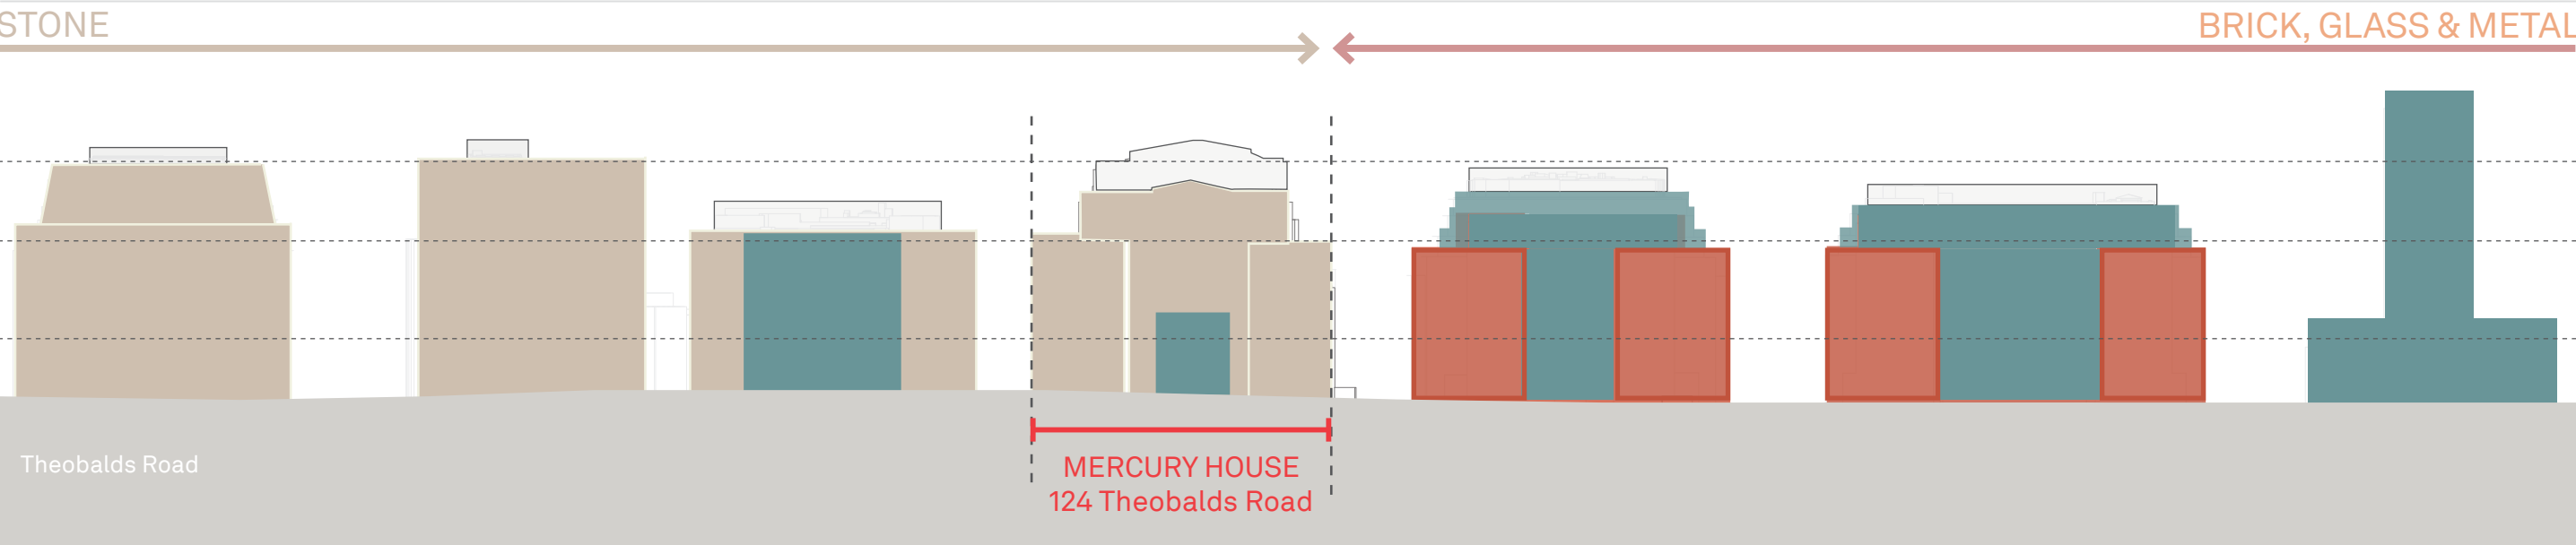 STONE
BRICK, GLASS & METAL
Theobalds Road
MERCURY HOUSE
124 Theobalds Road